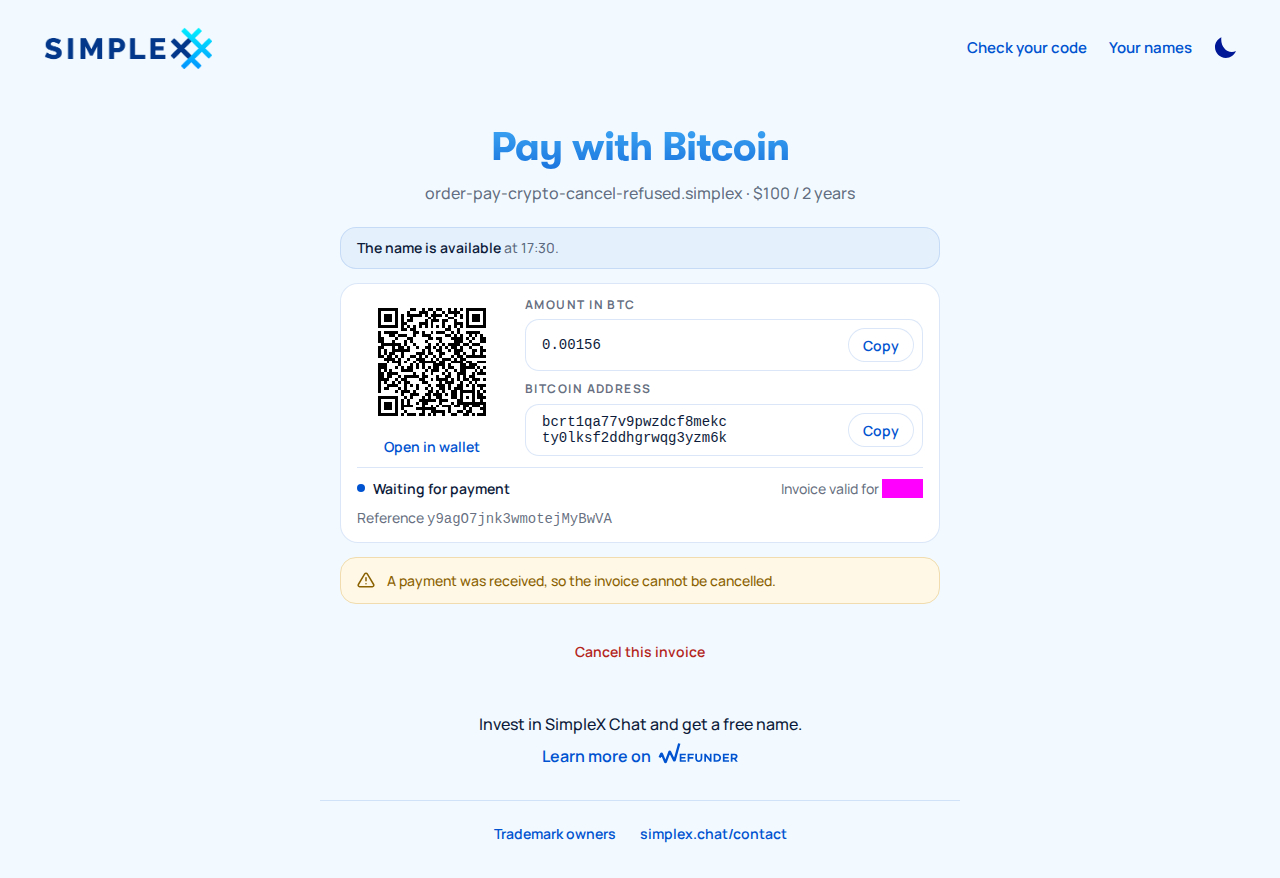 SIMPLEX
Check your code
Your names
Pay with Bitcoin
order-pay-crypto-cancel-refused.simplex · $100 / 2 years
The name is available at 17:30.
AMOUNT IN BTC
0.00156
Copy
BITCOIN ADDRESS
bcrt1qa77v9pwzdcf8mekc
ty0lksf2ddhgrwqg3yzm6k
Copy
Open in wallet
Waiting for payment
Invoice valid for
Reference y9agO7jnk3wmotejMyBwVA
A payment was received, so the invoice cannot be cancelled.
Cancel this invoice
Invest in SimpleX Chat and get a free name.
Learn more on WEFUNDER
Trademark owners
simplex.chat/contact